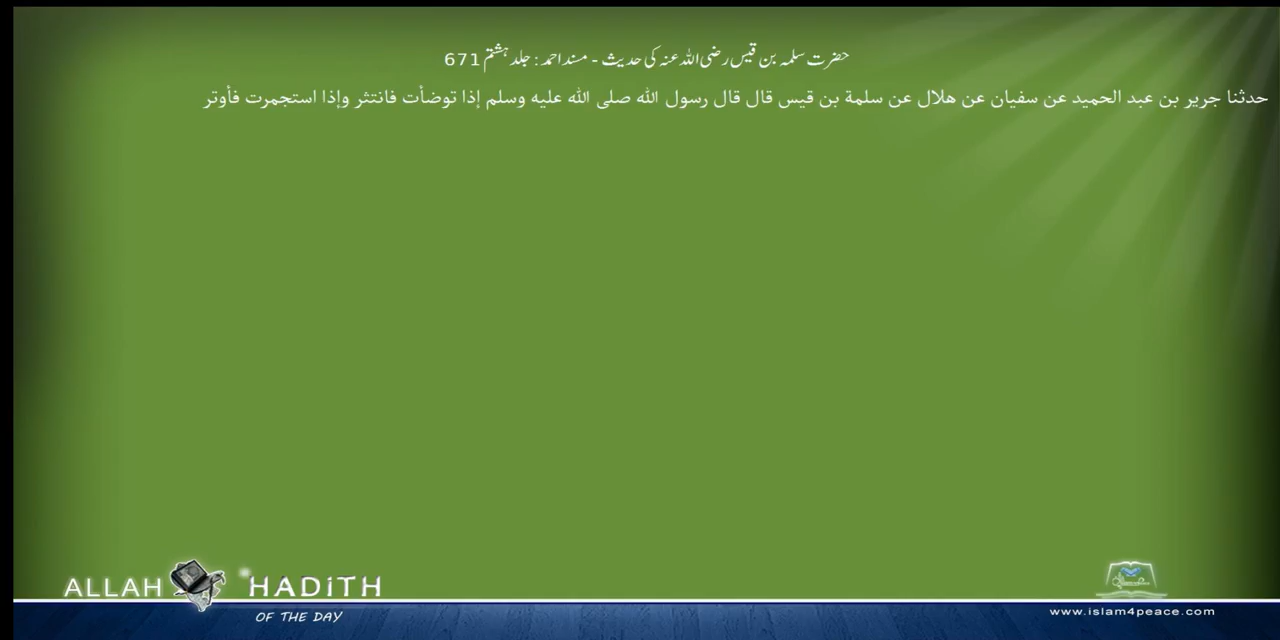 حضرت سلمہ بن قیس رضی اللہ عنہ کی حدیث - مسند احمد : جلد ہشتم 671
حدثنا جرير بن عبد الحميد عن سفيان عن هلال عن سلمة بن قيس قال قال رسول الله صلى الله عليه وسلم إذا توضأت فانتثر وإذا استجمرت فأوتر
ALLAH HADITH
OF THE DAY
www.islam4peace.com